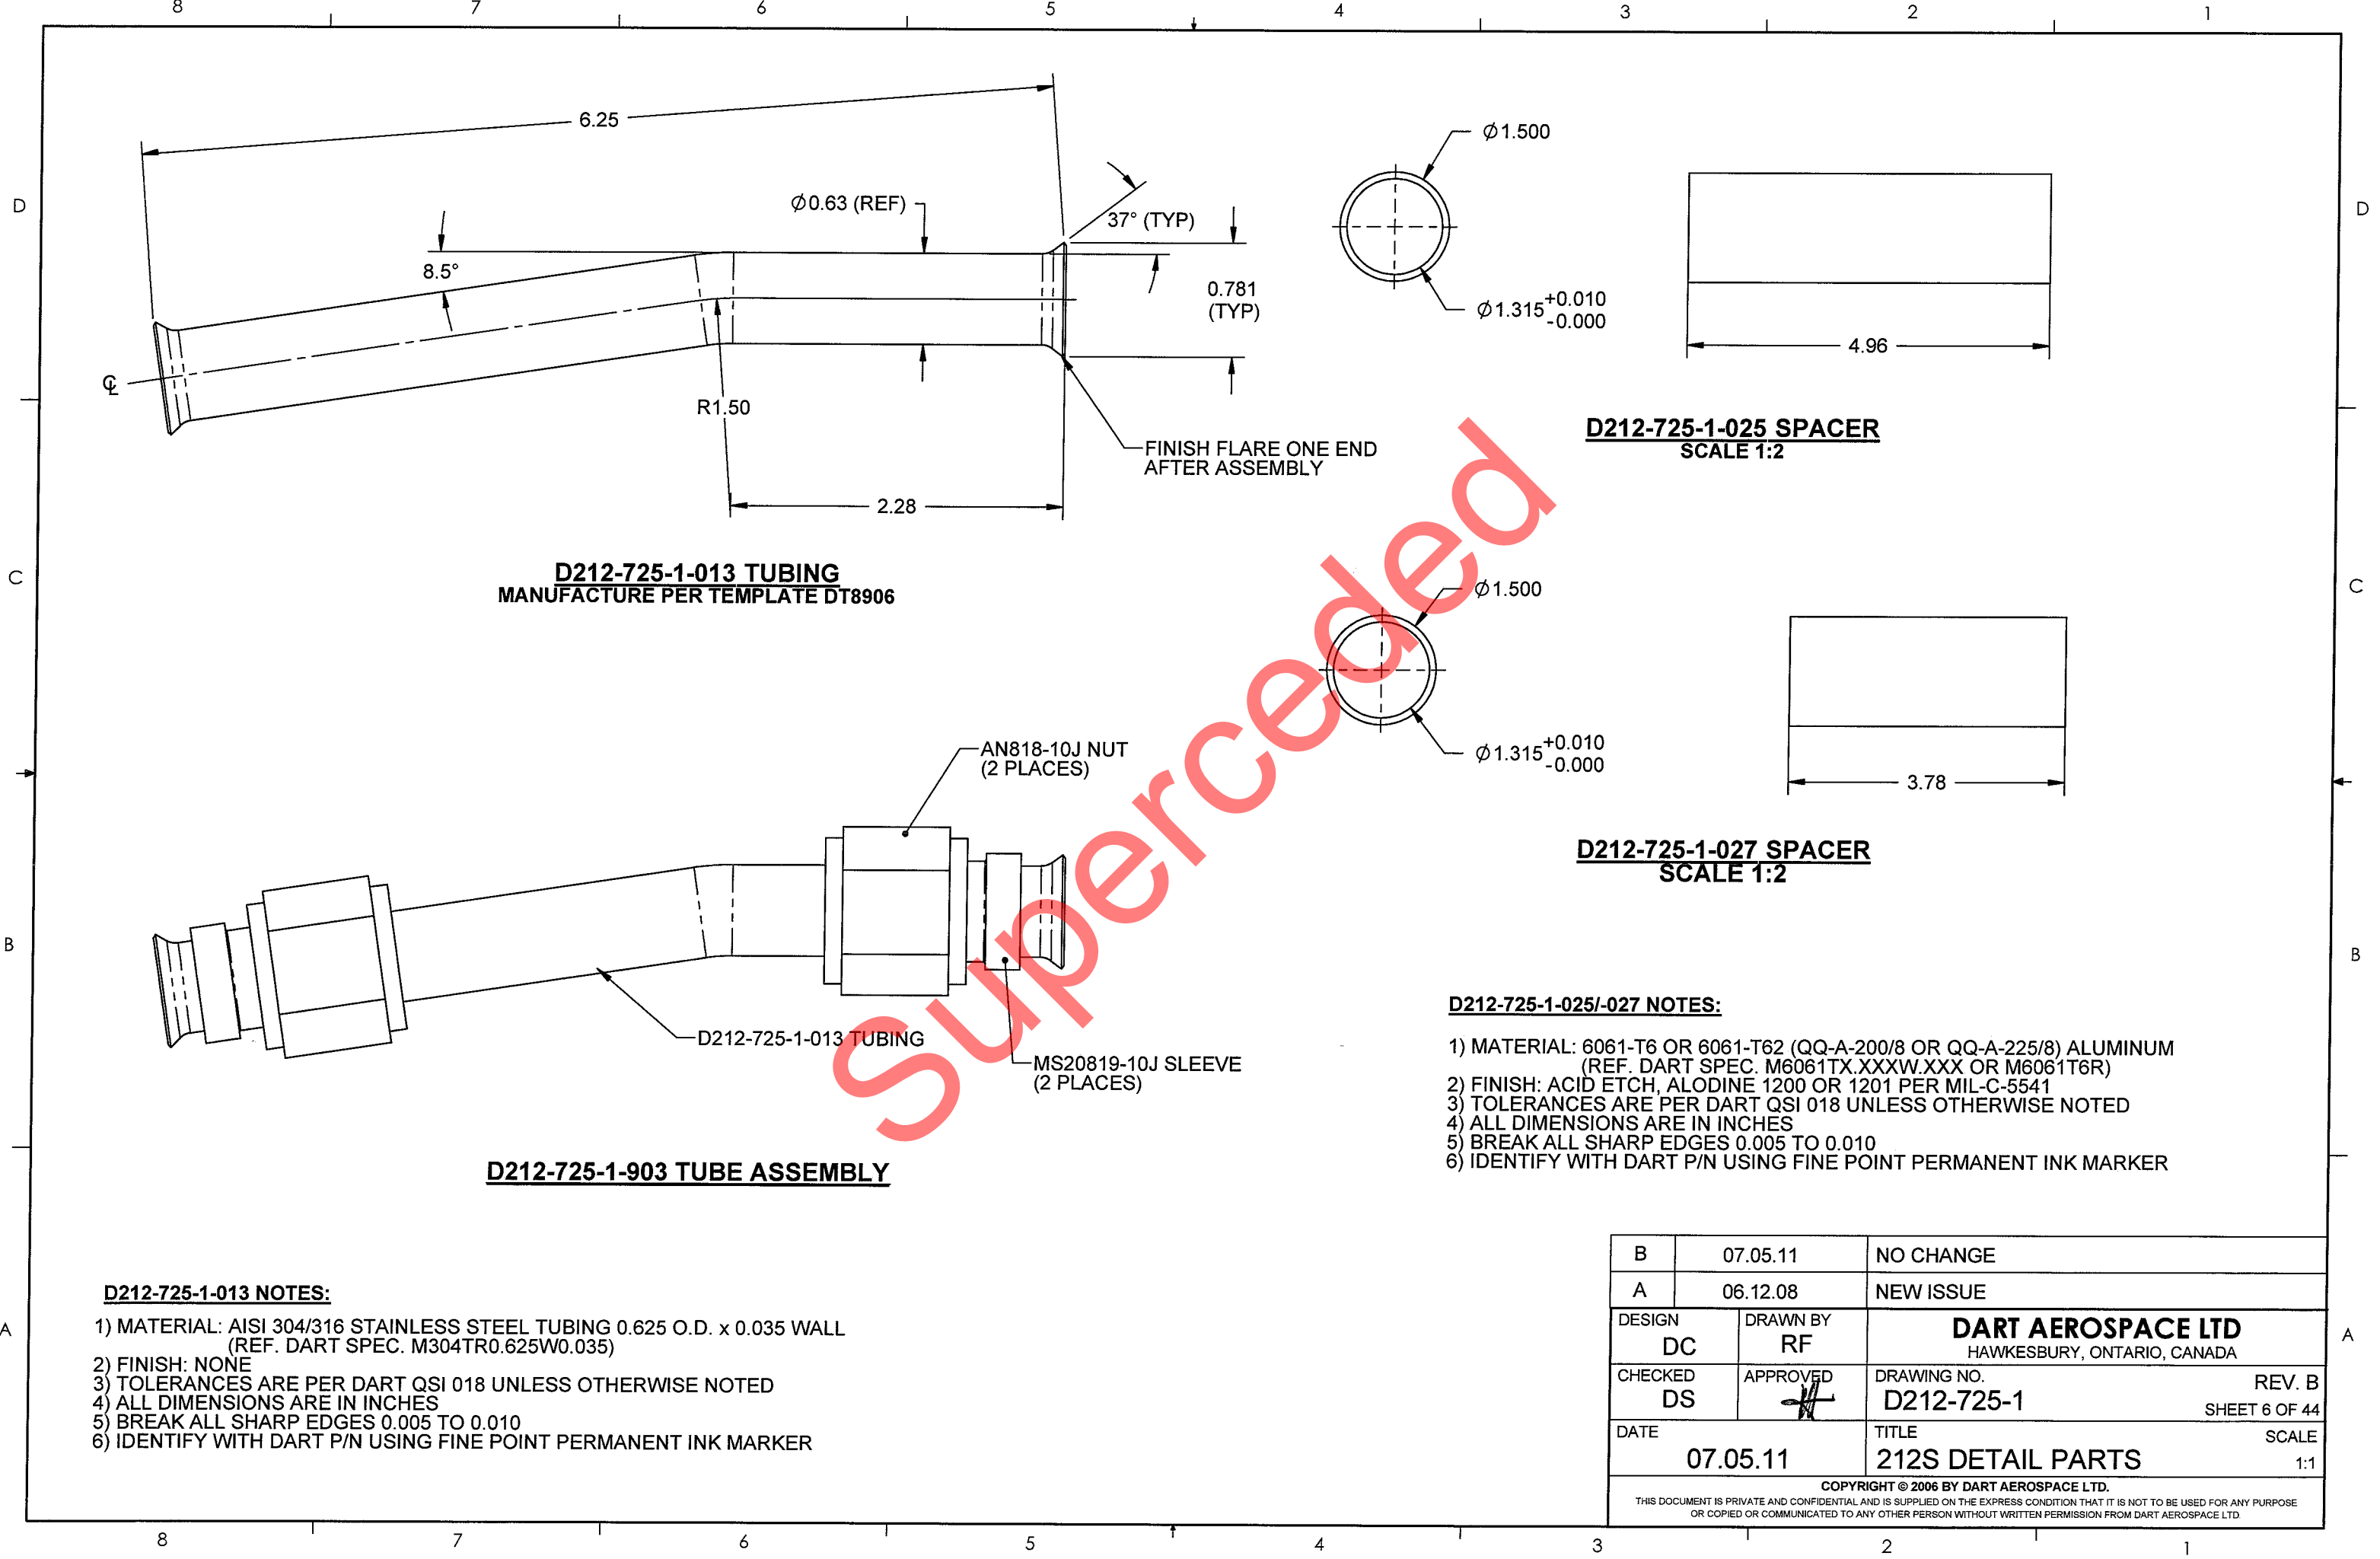 8 7 6 5 4 3 2 1
D
D
C
C
B
B
A
A
6.25
Ø0.63 (REF)
37° (TYP)
8.5°
0.781
(TYP)
℄
R1.50
FINISH FLARE ONE END
AFTER ASSEMBLY
2.28
D212-725-1-013 TUBING
MANUFACTURE PER TEMPLATE DT8906
Ø1.500
Ø1.315 +0.010
-0.000
4.96
D212-725-1-025 SPACER
SCALE 1:2
Ø1.500
Ø1.315 +0.010
-0.000
3.78
D212-725-1-027 SPACER
SCALE 1:2
Superceded
AN818-10J NUT
(2 PLACES)
D212-725-1-013 TUBING
MS20819-10J SLEEVE
(2 PLACES)
D212-725-1-903 TUBE ASSEMBLY
D212-725-1-025/-027 NOTES:
1) MATERIAL: 6061-T6 OR 6061-T62 (QQ-A-200/8 OR QQ-A-225/8) ALUMINUM
(REF. DART SPEC. M6061TX.XXXW.XXX OR M6061T6R)
2) FINISH: ACID ETCH, ALODINE 1200 OR 1201 PER MIL-C-5541
3) TOLERANCES ARE PER DART QSI 018 UNLESS OTHERWISE NOTED
4) ALL DIMENSIONS ARE IN INCHES
5) BREAK ALL SHARP EDGES 0.005 TO 0.010
6) IDENTIFY WITH DART P/N USING FINE POINT PERMANENT INK MARKER
D212-725-1-013 NOTES:
1) MATERIAL: AISI 304/316 STAINLESS STEEL TUBING 0.625 O.D. x 0.035 WALL
(REF. DART SPEC. M304TR0.625W0.035)
2) FINISH: NONE
3) TOLERANCES ARE PER DART QSI 018 UNLESS OTHERWISE NOTED
4) ALL DIMENSIONS ARE IN INCHES
5) BREAK ALL SHARP EDGES 0.005 TO 0.010
6) IDENTIFY WITH DART P/N USING FINE POINT PERMANENT INK MARKER
B 07.05.11 NO CHANGE
A 06.12.08 NEW ISSUE
DESIGN
DC
DRAWN BY
RF
DART AEROSPACE LTD
HAWKESBURY, ONTARIO, CANADA
CHECKED
DS
APPROVED
DRAWING NO.
D212-725-1
REV. B
SHEET 6 OF 44
DATE
07.05.11
TITLE
212S DETAIL PARTS
SCALE
1:1
COPYRIGHT © 2006 BY DART AEROSPACE LTD.
THIS DOCUMENT IS PRIVATE AND CONFIDENTIAL AND IS SUPPLIED ON THE EXPRESS CONDITION THAT IT IS NOT TO BE USED FOR ANY PURPOSE
OR COPIED OR COMMUNICATED TO ANY OTHER PERSON WITHOUT WRITTEN PERMISSION FROM DART AEROSPACE LTD.
8 7 6 5 4 3 2 1